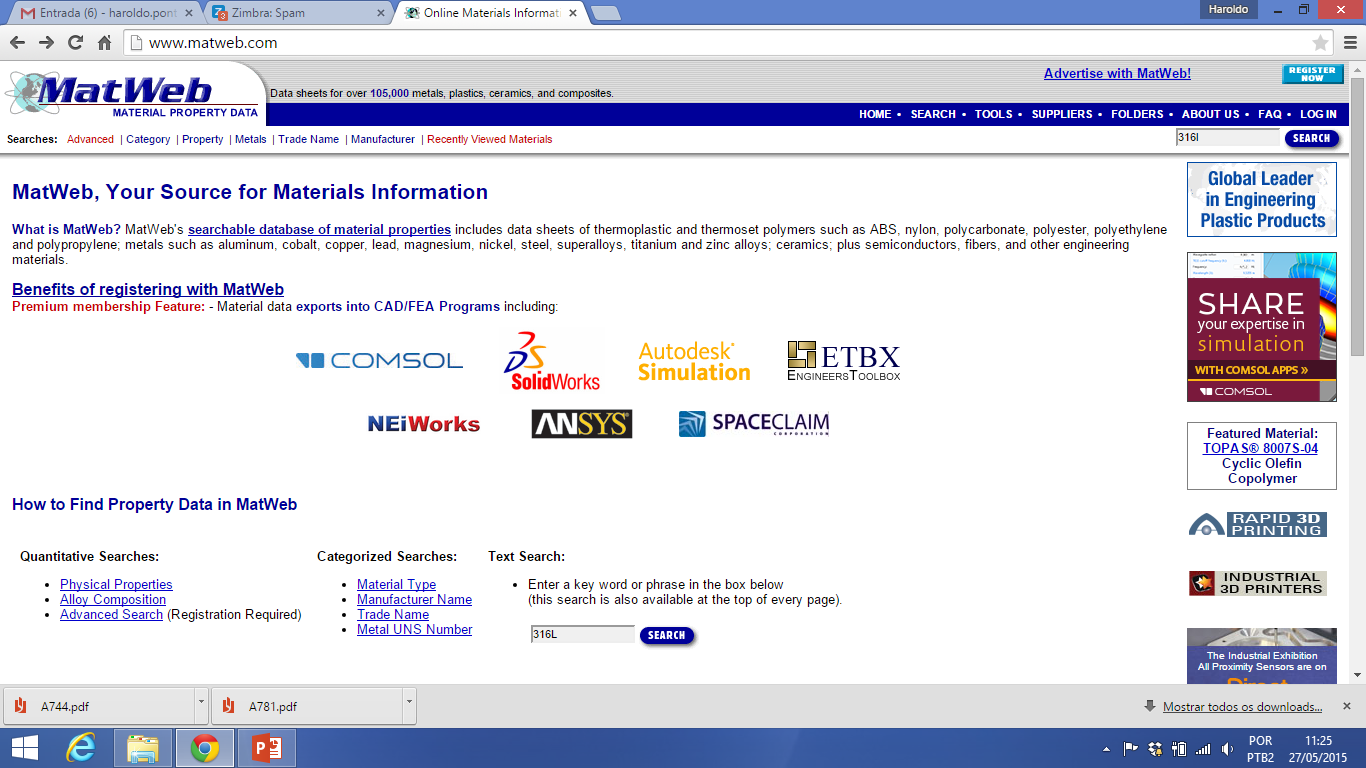 Entrada (6) - haroldo.pont
Zimbra: Spam
Online Materials Informati
Haroldo
www.matweb.com
MatWeb
MATERIAL PROPERTY DATA
Data sheets for over 105,000 metals, plastics, ceramics, and composites.
Advertise with MatWeb!
REGISTER NOW
HOME • SEARCH • TOOLS • SUPPLIERS • FOLDERS • ABOUT US • FAQ • LOG IN
Searches: Advanced | Category | Property | Metals | Trade Name | Manufacturer | Recently Viewed Materials
316l SEARCH
MatWeb, Your Source for Materials Information
What is MatWeb? MatWeb's searchable database of material properties includes data sheets of thermoplastic and thermoset polymers such as ABS, nylon, polycarbonate, polyester, polyethylene
and polypropylene; metals such as aluminum, cobalt, copper, lead, magnesium, nickel, steel, superalloys, titanium and zinc alloys; ceramics; plus semiconductors, fibers, and other engineering
materials.
Benefits of registering with MatWeb
Premium membership Feature: - Material data exports into CAD/FEA Programs including:
COMSOL
SolidWorks
Autodesk®
Simulation
ETBX
ENGINEERSTOOLBOX
NEiWorks
ANSYS®
SPACECLAIM
CORPORATION
How to Find Property Data in MatWeb
Quantitative Searches:
• Physical Properties
• Alloy Composition
• Advanced Search (Registration Required)
Categorized Searches:
• Material Type
• Manufacturer Name
• Trade Name
• Metal UNS Number
Text Search:
• Enter a key word or phrase in the box below
(this search is also available at the top of every page).
316L SEARCH
Global Leader
in Engineering
Plastic Products
SHARE
your expertise in
simulation
WITH COMSOL APPS »
COMSOL
Featured Material:
TOPAS® 8007S-04
Cyclic Olefin
Copolymer
RAPID 3D
PRINTING
INDUSTRIAL
3D PRINTERS
The Industrial Exhibition
All Proximity Sensors are on
Direct
A744.pdf
A781.pdf
Mostrar todos os downloads...
POR
PTB2
11:25
27/05/2015